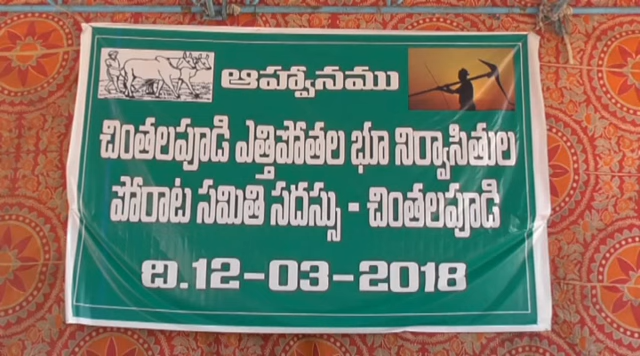 ఆహ్వానము
చింతలపూడి ఎత్తిపోతల భూ నిర్వాసితుల
పోరాట సమితి సదస్సు - చింతలపూడి
ది.12-03-2018